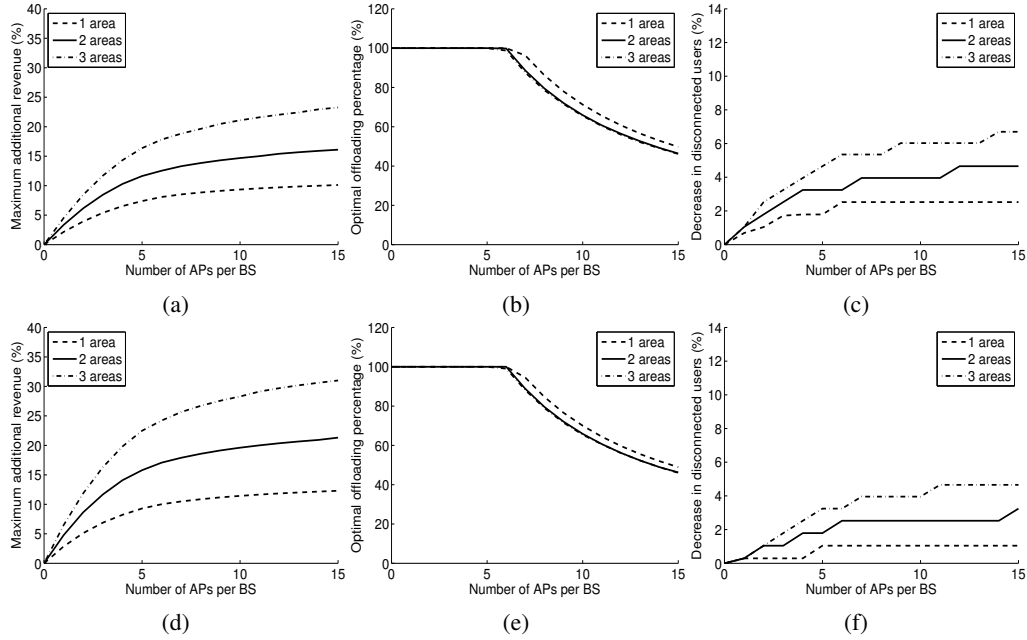 Maximum additional revenue (%)
40
35
30
25
20
15
10
5
0
1 area
2 areas
3 areas
0 5 10 15
Number of APs per BS
(a)
Optimal offloading percentage (%)
120
100
80
60
40
20
0
1 area
2 areas
3 areas
0 5 10 15
Number of APs per BS
(b)
Decrease in disconnected users (%)
14
12
10
8
6
4
2
0
1 area
2 areas
3 areas
0 5 10 15
Number of APs per BS
(c)
Maximum additional revenue (%)
40
35
30
25
20
15
10
5
0
1 area
2 areas
3 areas
0 5 10 15
Number of APs per BS
(d)
Optimal offloading percentage (%)
120
100
80
60
40
20
0
1 area
2 areas
3 areas
0 5 10 15
Number of APs per BS
(e)
Decrease in disconnected users (%)
14
12
10
8
6
4
2
0
1 area
2 areas
3 areas
0 5 10 15
Number of APs per BS
(f)